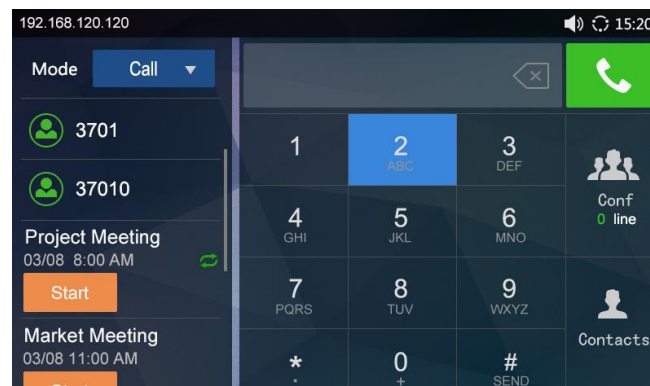 192.168.120.120
15:20
Mode
Call
3701
37010
Project Meeting
03/08 8:00 AM
Start
Market Meeting
03/08 11:00 AM
Start
1
2
ABC
3
DEF
4
GHI
5
JKL
6
MNO
7
PQRS
8
TUV
9
WXYZ
*
.
0
+
#
SEND
Conf
0 line
Contacts